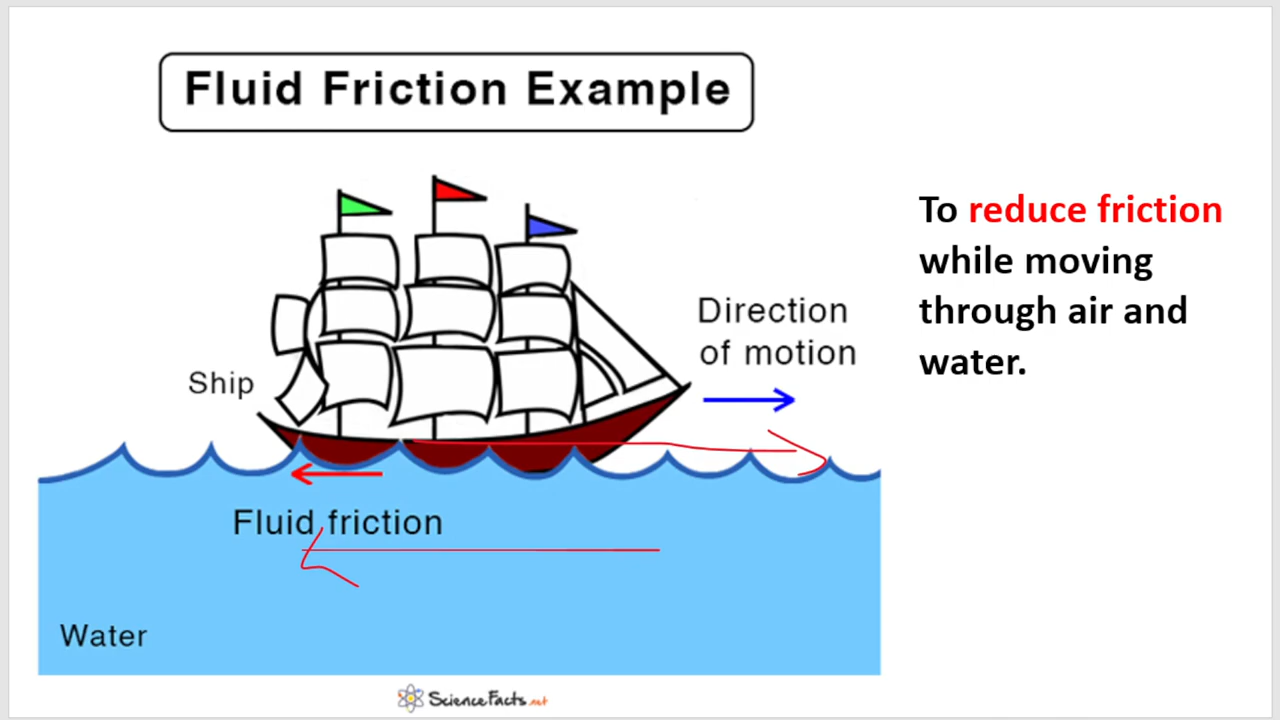 Fluid Friction Example
To reduce friction
while moving
through air and
water.
Direction
of motion
Ship
Fluid friction
Water
ScienceFacts.net